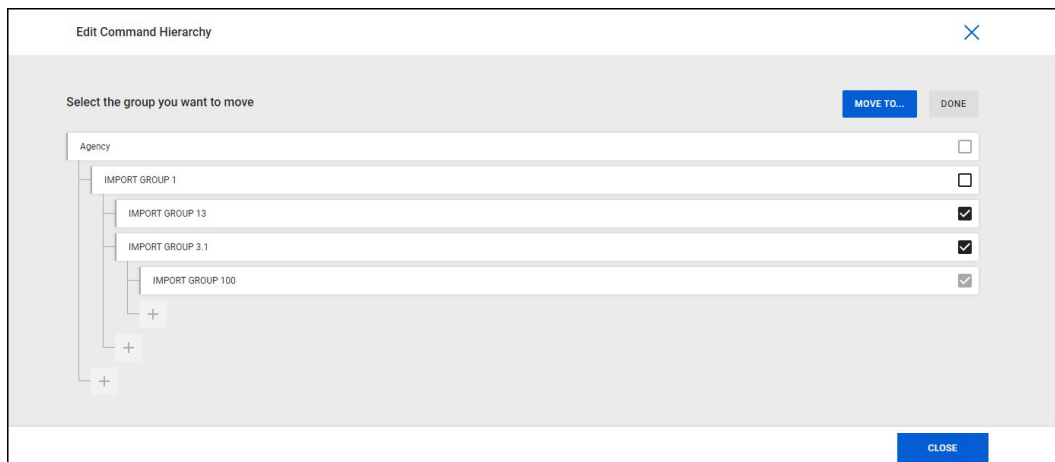 Edit Command Hierarchy
Select the group you want to move
MOVE TO...
DONE
Agency
IMPORT GROUP 1
IMPORT GROUP 13
IMPORT GROUP 3.1
IMPORT GROUP 100
+
+
+
CLOSE